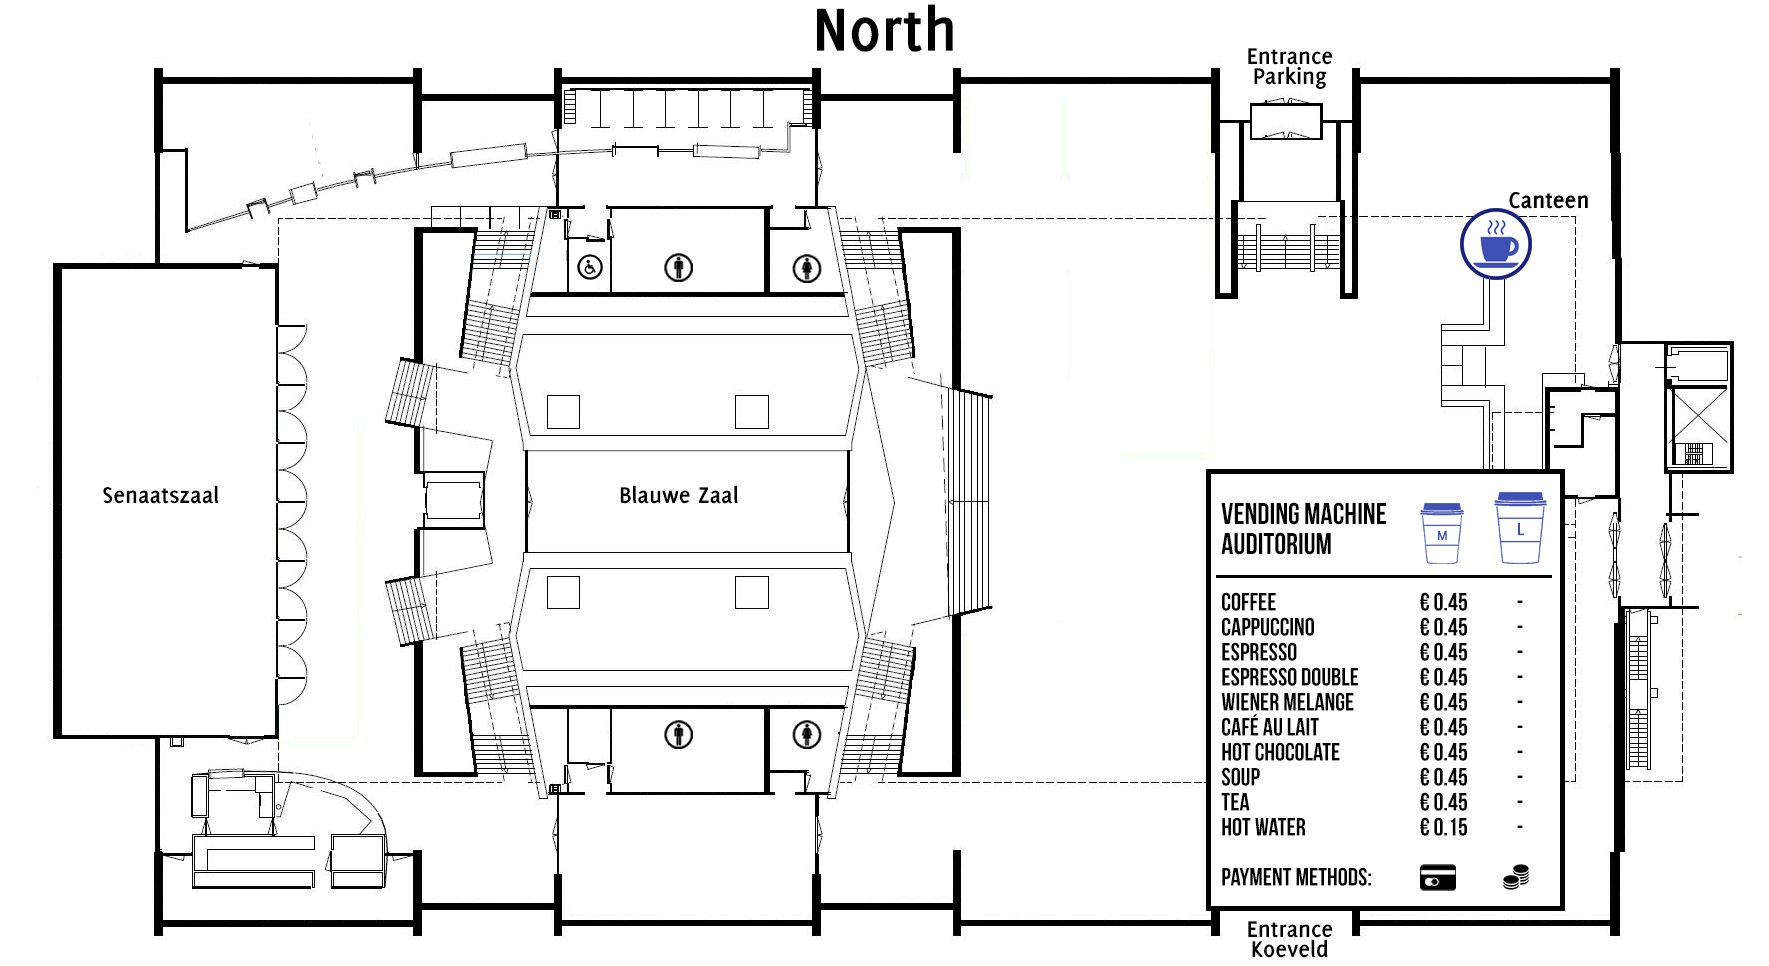 North
Entrance
Parking
Canteen
Senaatszaal
Blauwe Zaal
VENDING MACHINE
AUDITORIUM
M
L
COFFEE € 0.45 -
CAPPUCCINO € 0.45 -
ESPRESSO € 0.45 -
ESPRESSO DOUBLE € 0.45 -
WIENER MELANGE € 0.45 -
CAFÉ AU LAIT € 0.45 -
HOT CHOCOLATE € 0.45 -
SOUP € 0.45 -
TEA € 0.45 -
HOT WATER € 0.15 -
PAYMENT METHODS:
Entrance
Koeveld